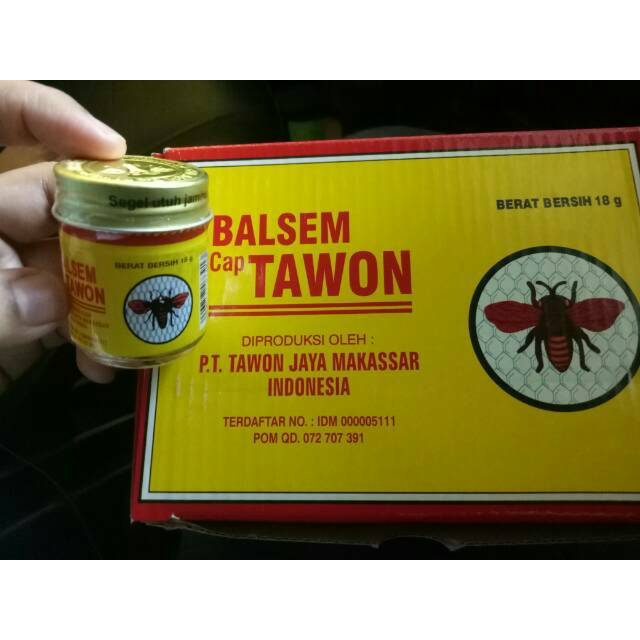 Segel utuh
BALSEM
TAWON
BERAT BERSIH 18 g
BALSEM
Cap TAWON
DIPRODUKSI OLEH :
P.T. TAWON JAYA MAKASSAR
INDONESIA
TERDAFTAR NO. : IDM 000005111
POM QD. 072 707 391
BERAT BERSIH 18 g